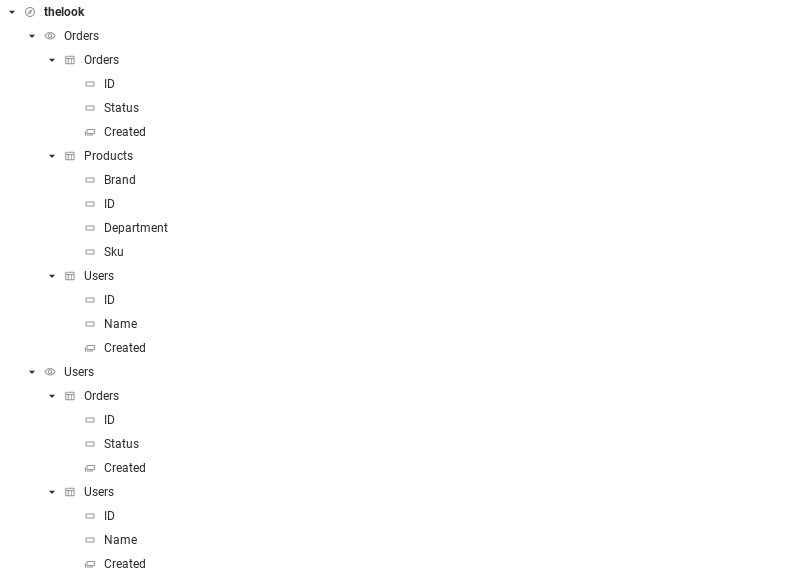 thelook
Orders
Orders
ID
Status
Created
Products
Brand
ID
Department
Sku
Users
ID
Name
Created
Users
Orders
ID
Status
Created
Users
ID
Name
Created